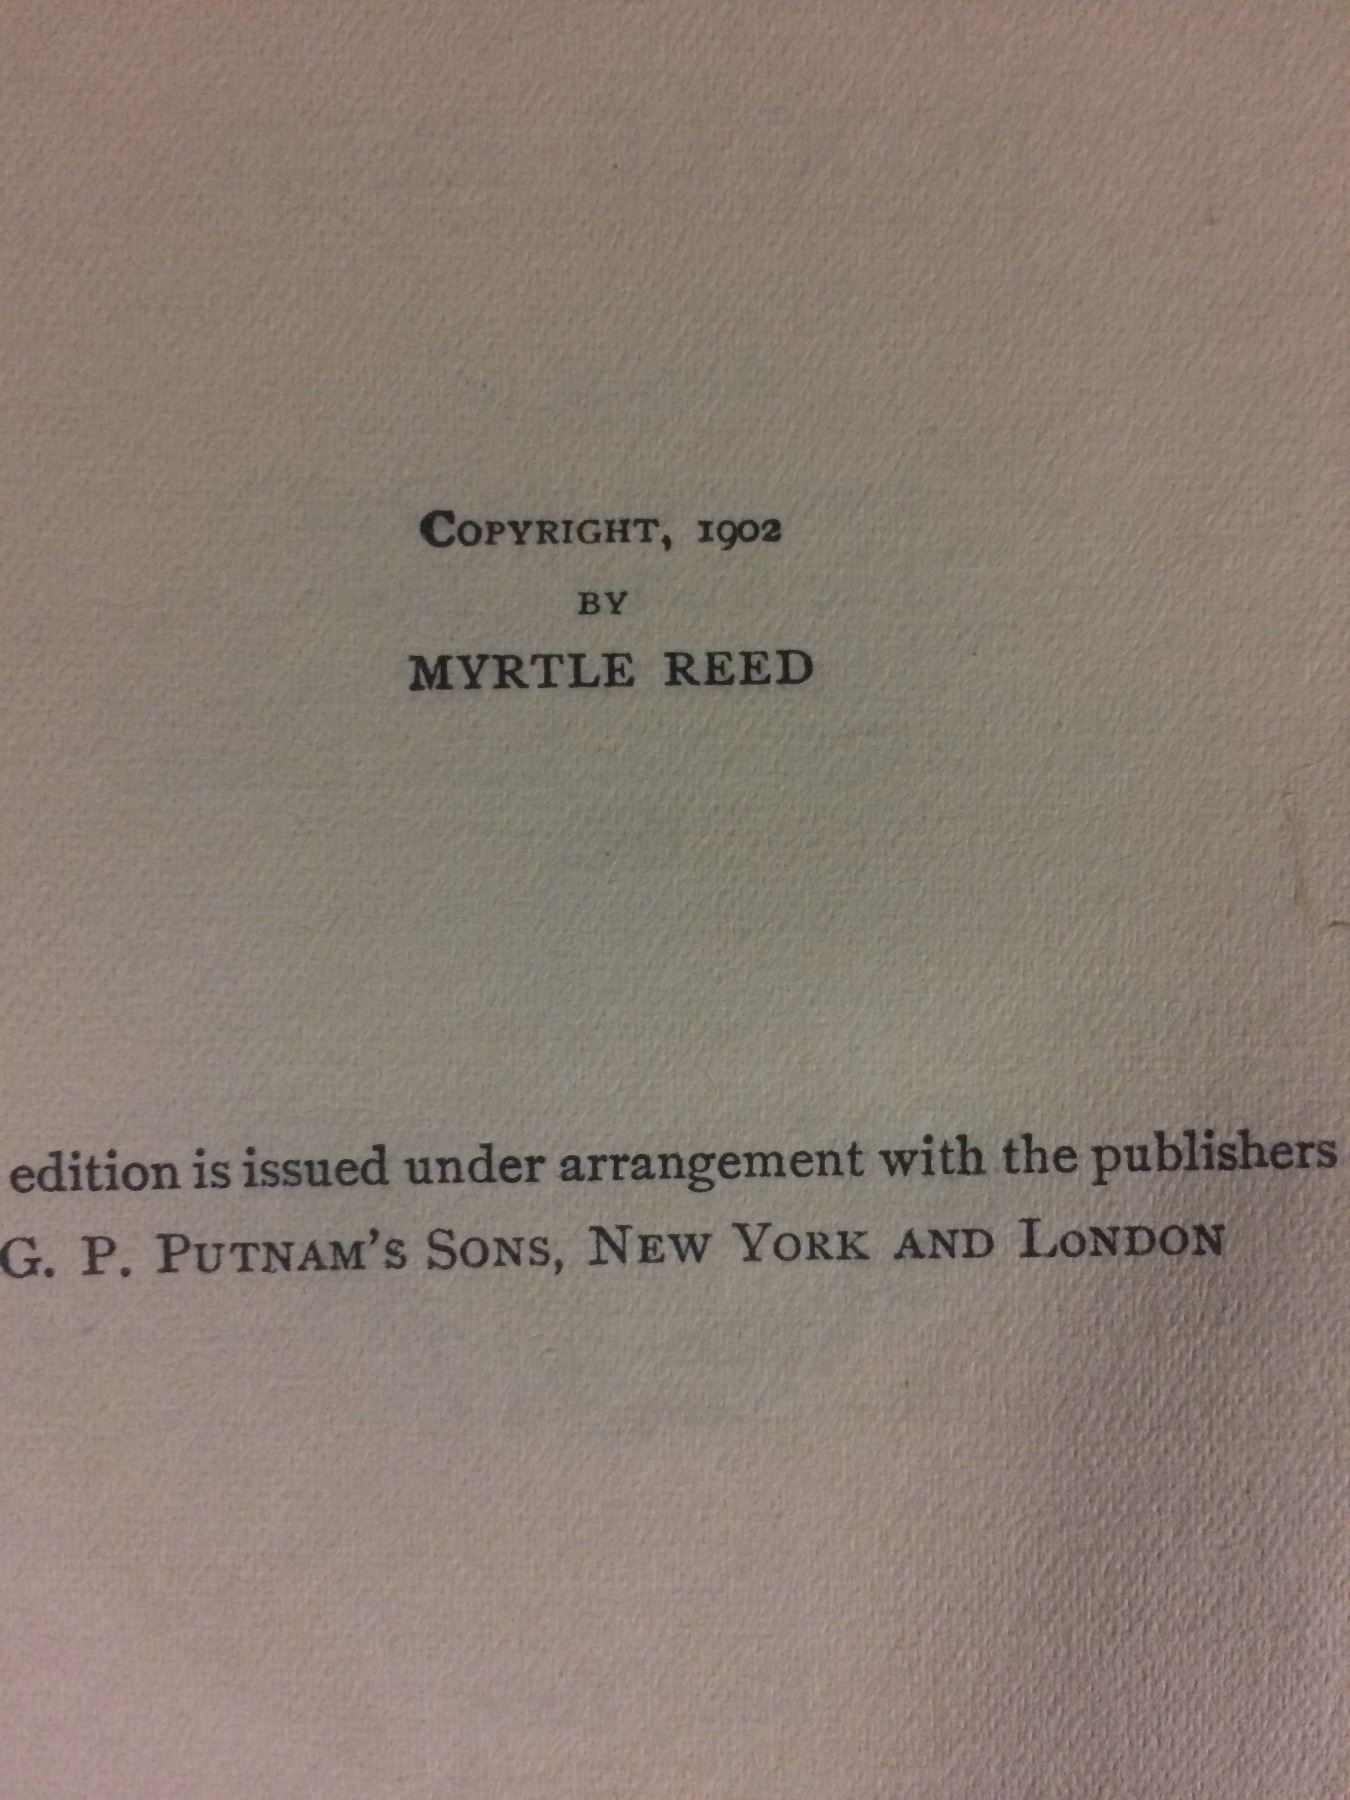 COPYRIGHT, 1902
BY
MYRTLE REED
edition is issued under arrangement with the publishers
G. P. PUTNAM'S SONS, NEW YORK AND LONDON